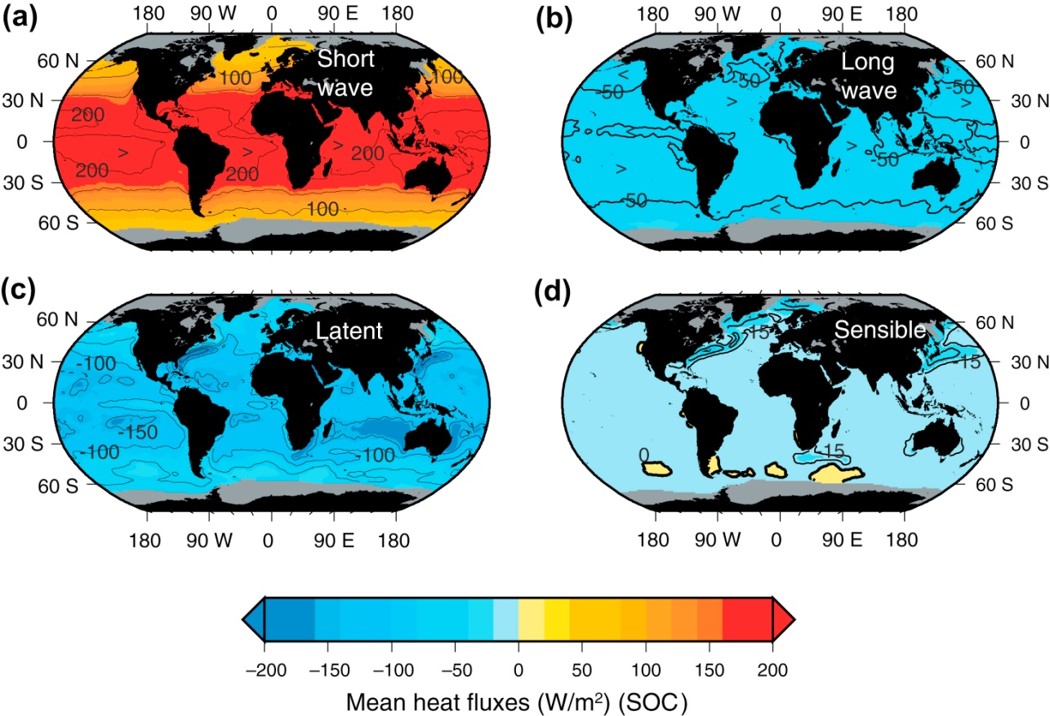 (a)
180 90 W 0 90 E 180
60 N
30 N
0
30 S
60 S
Short
wave
100
100
200
>
>
>
200
200
200
100
(b)
180 90 W 0 90 E 180
Long
wave
60 N
30 N
0
30 S
60 S
<
-50
-50
-50
>
>
>
>
-50
-50
<
(c)
60 N
30 N
0
30 S
60 S
Latent
-100
-150
-100
-100
180 90 W 0 90 E 180
(d)
Sensible
60 N
30 N
0
30 S
60 S
-15
-15
-15
0
180 90 W 0 90 E 180
−200 −150 −100 −50 0 50 100 150 200
Mean heat fluxes (W/m²) (SOC)